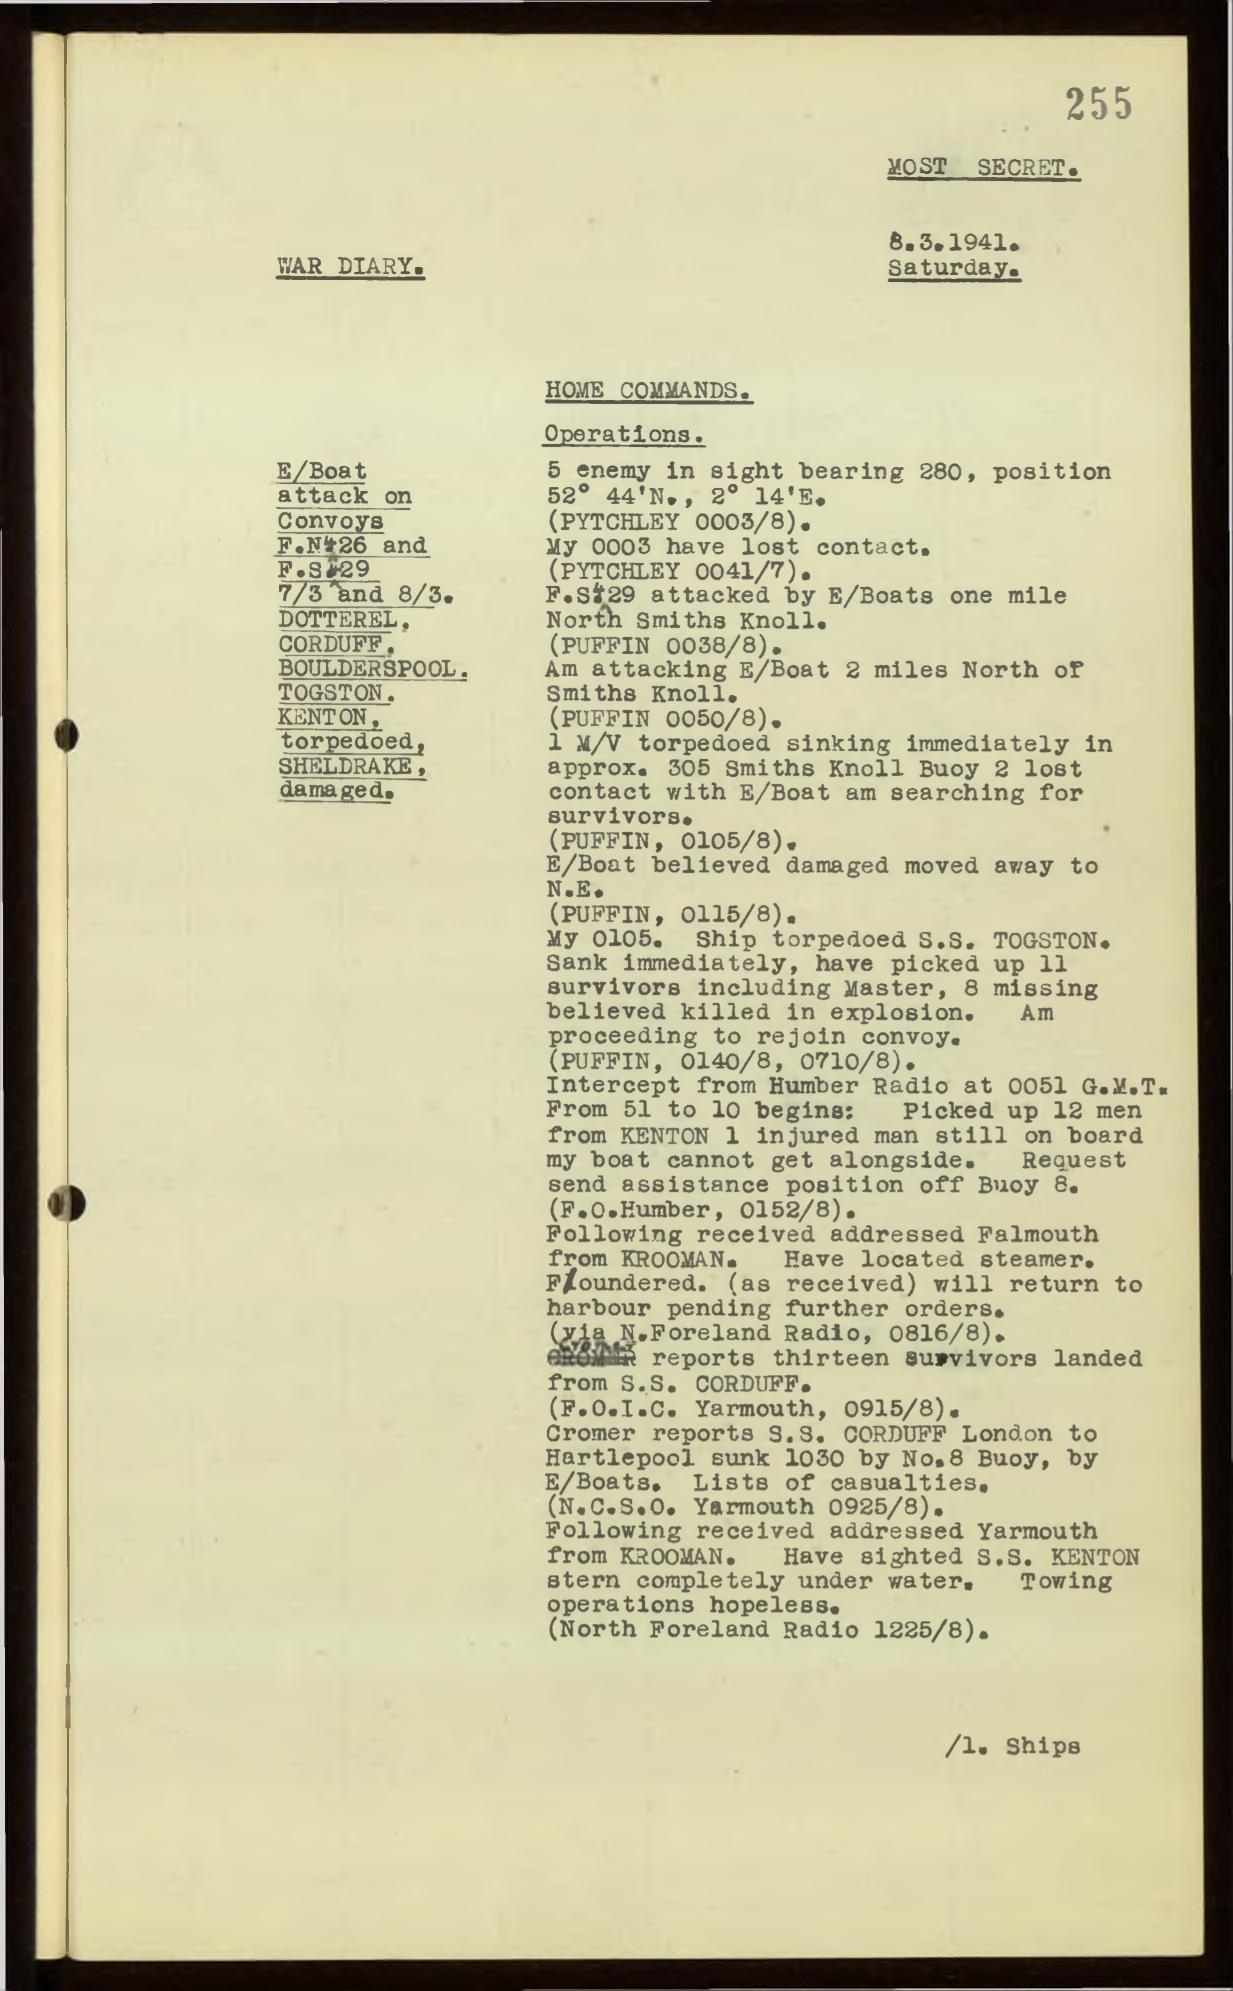 255
MOST SECRET.
8.3.1941.
Saturday.
WAR DIARY.
HOME COMMANDS.
Operations.
E/Boat
attack on
Convoys
F.N.426 and
F.S.429
7/3 and 8/3.
DOTTEREL,
CORDUFF,
BOULDERSPOOL.
TOGSTON.
KENTON,
torpedoed,
SHELDRAKE,
damaged.
5 enemy in sight bearing 280, position
52° 44'N., 2° 14'E.
(PYTCHLEY 0003/8).
My 0003 have lost contact.
(PYTCHLEY 0041/7).
F.S.429 attacked by E/Boats one mile
North Smiths Knoll.
(PUFFIN 0038/8).
Am attacking E/Boat 2 miles North of
Smiths Knoll.
(PUFFIN 0050/8).
1 M/V torpedoed sinking immediately in
approx. 305 Smiths Knoll Buoy 2 lost
contact with E/Boat am searching for
survivors.
(PUFFIN, 0105/8).
E/Boat believed damaged moved away to
N.E.
(PUFFIN, 0115/8).
My 0105. Ship torpedoed S.S. TOGSTON.
Sank immediately, have picked up 11
survivors including Master, 8 missing
believed killed in explosion. Am
proceeding to rejoin convoy.
(PUFFIN, 0140/8, 0710/8).
Intercept from Humber Radio at 0051 G.M.T.
From 51 to 10 begins: Picked up 12 men
from KENTON 1 injured man still on board
my boat cannot get alongside. Request
send assistance position off Buoy 8.
(F.O.Humber, 0152/8).
Following received addressed Falmouth
from KROOMAN. Have located steamer.
Floundered. (as received) will return to
harbour pending further orders.
(via N.Foreland Radio, 0816/8).
reports thirteen survivors landed
from S.S. CORDUFF.
(F.O.I.C. Yarmouth, 0915/8).
Cromer reports S.S. CORDUFF London to
Hartlepool sunk 1030 by No.8 Buoy, by
E/Boats. Lists of casualties.
(N.C.S.O. Yarmouth 0925/8).
Following received addressed Yarmouth
from KROOMAN. Have sighted S.S. KENTON
stern completely under water. Towing
operations hopeless.
(North Foreland Radio 1225/8).
/1. Ships